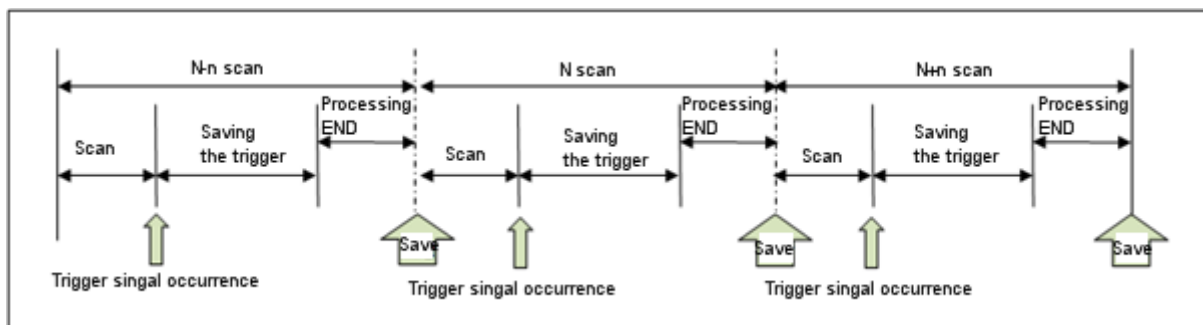 N-n scan
N scan
N+n scan
Processing
END
Processing
END
Processing
END
Scan
Saving
the trigger
Scan
Saving
the trigger
Scan
Saving
the trigger
Save
Save
Save
Trigger singal occurrence
Trigger singal occurrence
Trigger singal occurrence